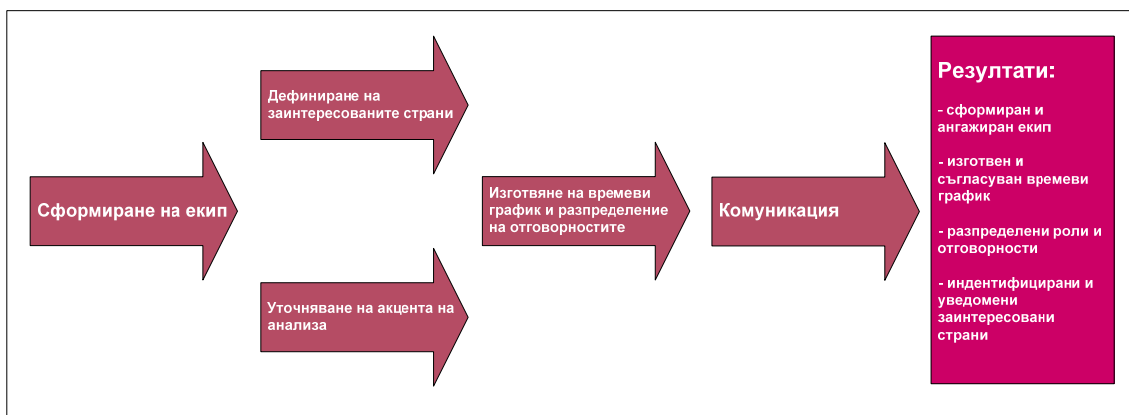 Сформиране на екип
Дефиниране на
заинтересованите страни
Уточняване на акцента на
анализа
Изготвяне на времеви
график и разпределение
на отговорностите
Комуникация
Резултати:
- сформиран и
ангажиран екип
- изготвен и
съгласуван времеви
график
- разпределени роли и
отговорности
- индентифицирани и
уведомени
заинтересовани
страни